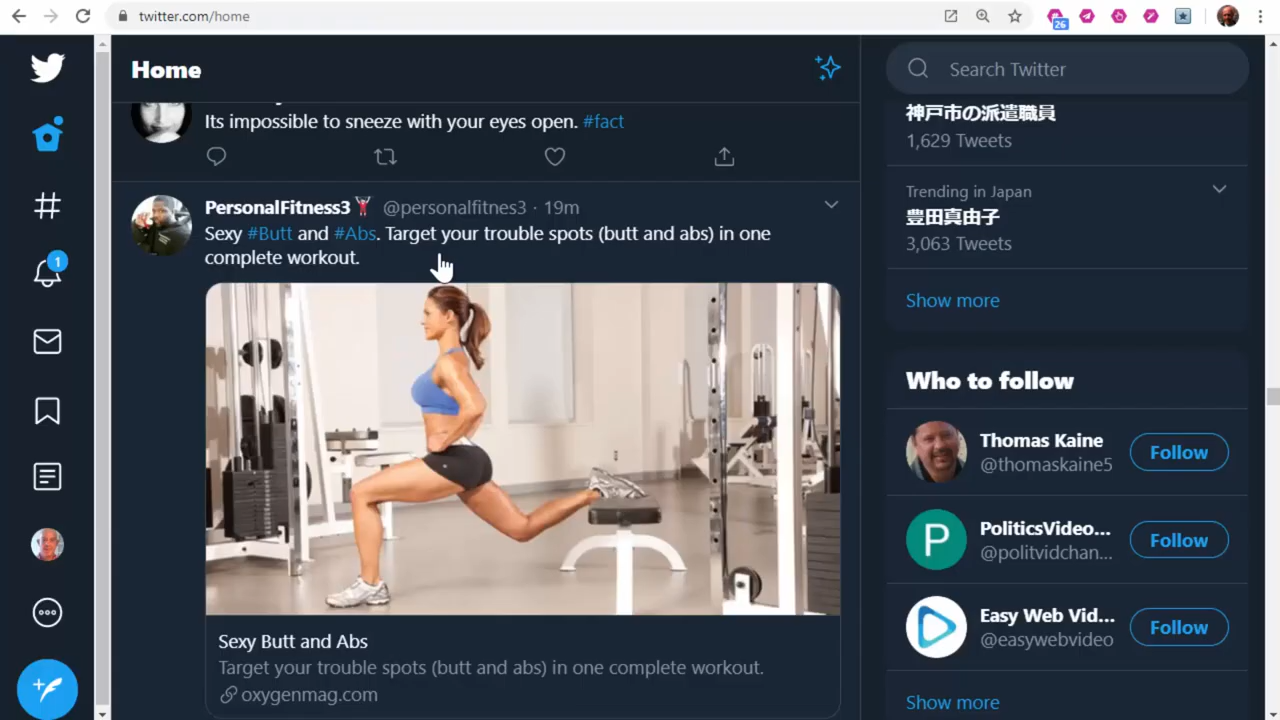 twitter.com/home
26
Home
Search Twitter
Its impossible to sneeze with your eyes open. #fact
PersonalFitness3 @personalfitnes3 · 19m
Sexy #Butt and #Abs. Target your trouble spots (butt and abs) in one
complete workout.
Sexy Butt and Abs
Target your trouble spots (butt and abs) in one complete workout.
oxygenmag.com
1
神戸市の派遣職員
1,629 Tweets
Trending in Japan
豊田真由子
3,063 Tweets
Show more
Who to follow
Thomas Kaine
@thomaskaine5
Follow
P
PoliticsVideo...
@politvidchan...
Follow
Easy Web Vid...
@easywebvideo
Follow
Show more